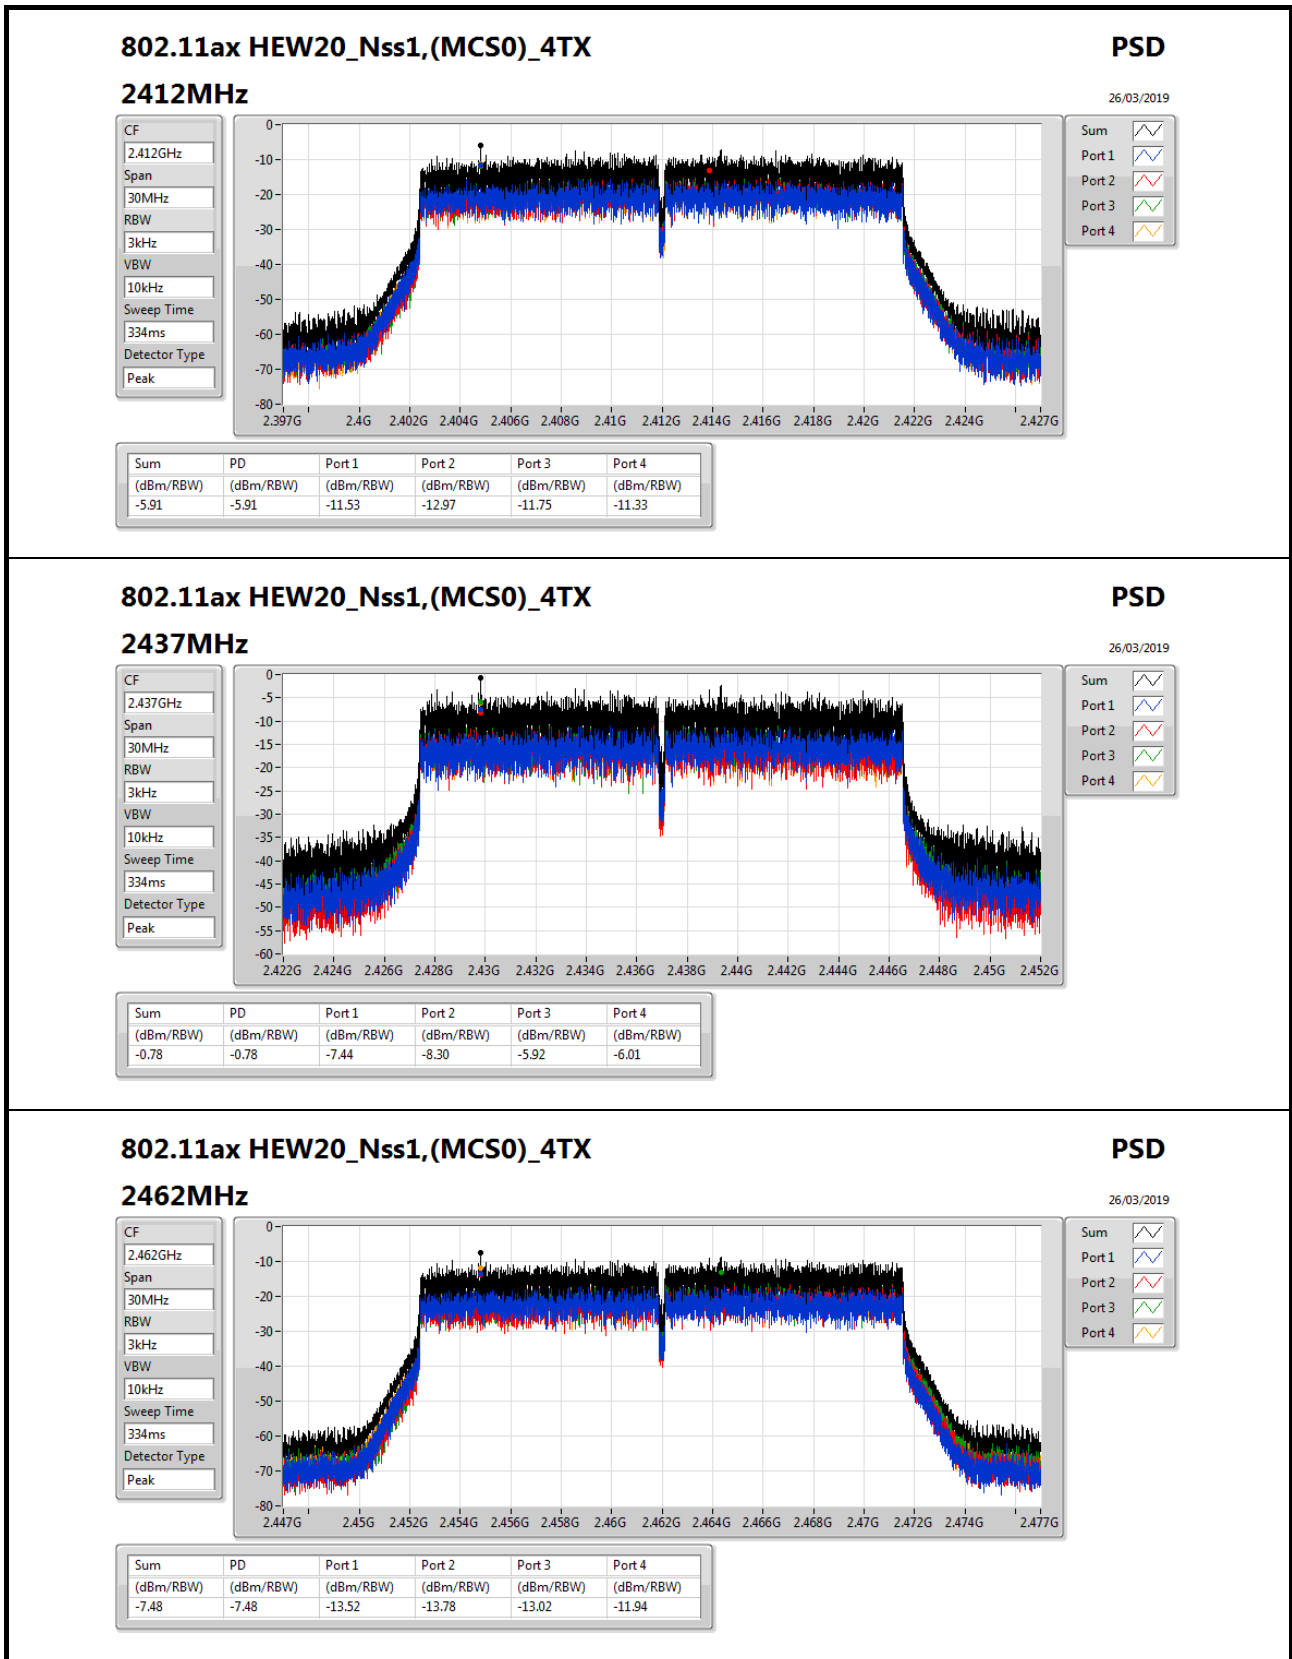 802.11ax HEW20_Nss1,(MCS0)_4TX PSD
2412MHz 26/03/2019
CF
2.412GHz
Span
30MHz
RBW
3kHz
VBW
10kHz
Sweep Time
334ms
Detector Type
Peak
0
-10
-20
-30
-40
-50
-60
-70
-80
2.397G 2.4G 2.402G 2.404G 2.406G 2.408G 2.41G 2.412G 2.414G 2.416G 2.418G 2.42G 2.422G 2.424G 2.427G
Sum
Port 1
Port 2
Port 3
Port 4
Sum PD Port 1 Port 2 Port 3 Port 4
(dBm/RBW) (dBm/RBW) (dBm/RBW) (dBm/RBW) (dBm/RBW) (dBm/RBW)
-5.91 -5.91 -11.53 -12.97 -11.75 -11.33
802.11ax HEW20_Nss1,(MCS0)_4TX PSD
2437MHz 26/03/2019
CF
2.437GHz
Span
30MHz
RBW
3kHz
VBW
10kHz
Sweep Time
334ms
Detector Type
Peak
0
-5
-10
-15
-20
-25
-30
-35
-40
-45
-50
-55
-60
2.422G 2.424G 2.426G 2.428G 2.43G 2.432G 2.434G 2.436G 2.438G 2.44G 2.442G 2.444G 2.446G 2.448G 2.45G 2.452G
Sum
Port 1
Port 2
Port 3
Port 4
Sum PD Port 1 Port 2 Port 3 Port 4
(dBm/RBW) (dBm/RBW) (dBm/RBW) (dBm/RBW) (dBm/RBW) (dBm/RBW)
-0.78 -0.78 -7.44 -8.30 -5.92 -6.01
802.11ax HEW20_Nss1,(MCS0)_4TX PSD
2462MHz 26/03/2019
CF
2.462GHz
Span
30MHz
RBW
3kHz
VBW
10kHz
Sweep Time
334ms
Detector Type
Peak
0
-10
-20
-30
-40
-50
-60
-70
-80
2.447G 2.45G 2.452G 2.454G 2.456G 2.458G 2.46G 2.462G 2.464G 2.466G 2.468G 2.47G 2.472G 2.474G 2.477G
Sum
Port 1
Port 2
Port 3
Port 4
Sum PD Port 1 Port 2 Port 3 Port 4
(dBm/RBW) (dBm/RBW) (dBm/RBW) (dBm/RBW) (dBm/RBW) (dBm/RBW)
-7.48 -7.48 -13.52 -13.78 -13.02 -11.94